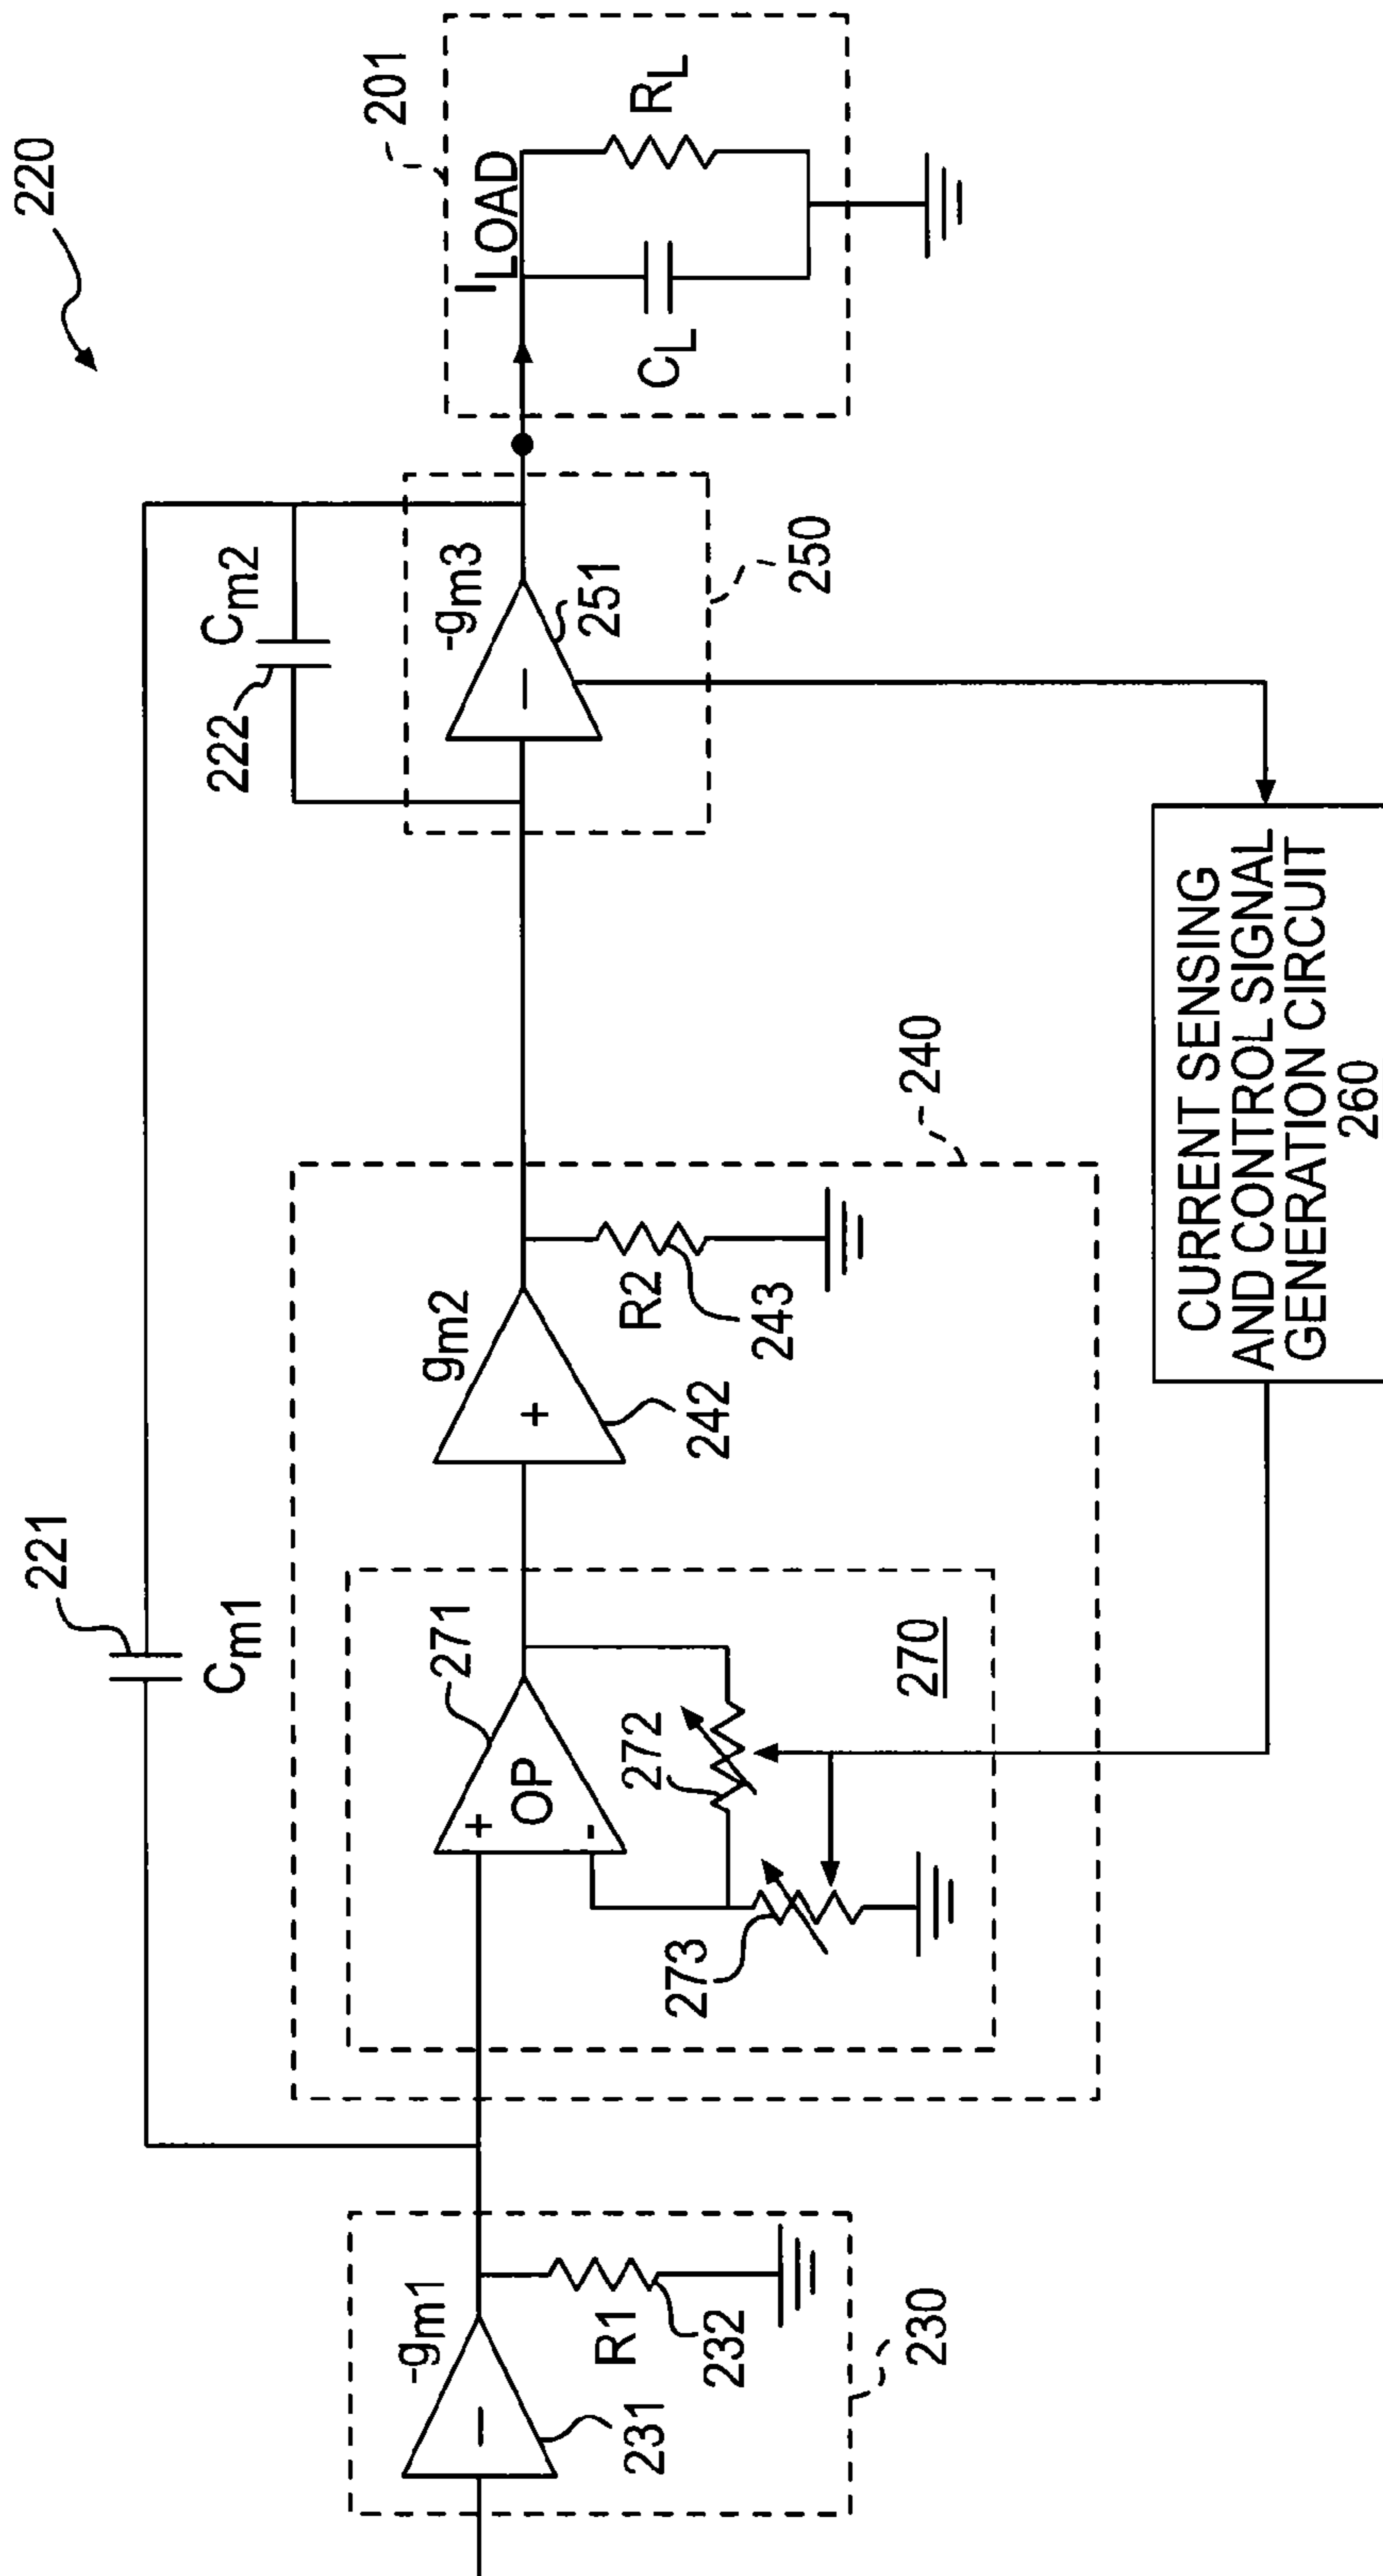 220
221
C_m1
C_m2
222
-g_m3
251
250
201
I_LOAD
C_L
R_L
-g_m1
−
231
R1
232
230
271
+
-
OP
272
273
270
g_m2
+
242
R2
243
240
−
CURRENT SENSING
AND CONTROL SIGNAL
GENERATION CIRCUIT
260